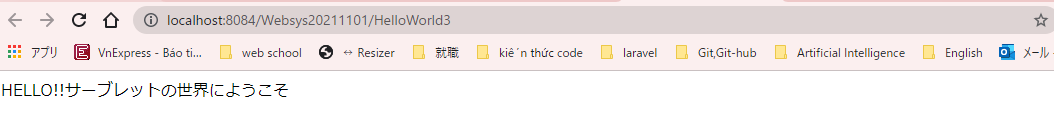 localhost:8084/Websys20211101/HelloWorld3
アプリ VnExpress - Báo ti... web school ↔ Resizer 就職 kiê´n thức code laravel Git,Git-hub Artificial Intelligence English メール -
HELLO!!サーブレットの世界にようこそ